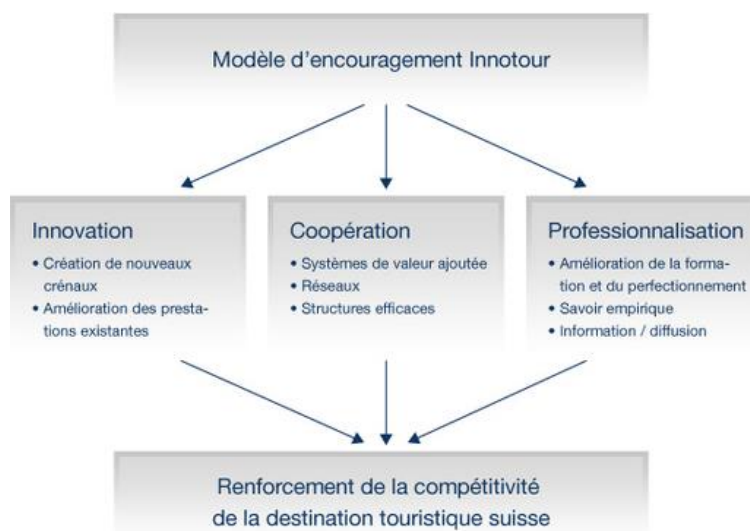 Modèle d'encouragement Innotour
Innovation
• Création de nouveaux
crénaux
• Amélioration des presta-
tions existantes
Coopération
• Systèmes de valeur ajoutée
• Réseaux
• Structures efficaces
Professionnalisation
• Amélioration de la forma-
tion et du perfectionnement
• Savoir empirique
• Information / diffusion
Renforcement de la compétitivité
de la destination touristique suisse